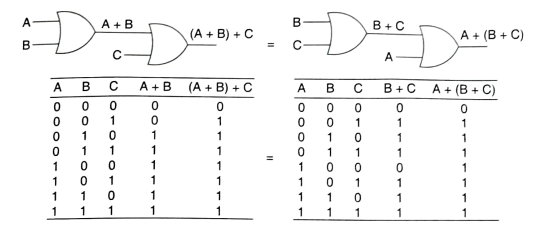 A
B
A + B
C
(A + B) + C
=
B
C
B + C
A
A + (B + C)
A B C A + B (A + B) + C
0 0 0 0 0
0 0 1 0 1
0 1 0 1 1
0 1 1 1 1
1 0 0 1 1
1 0 1 1 1
1 1 0 1 1
1 1 1 1 1
=
A B C B + C A + (B + C)
0 0 0 0 0
0 0 1 1 1
0 1 0 1 1
0 1 1 1 1
1 0 0 0 1
1 0 1 1 1
1 1 0 1 1
1 1 1 1 1